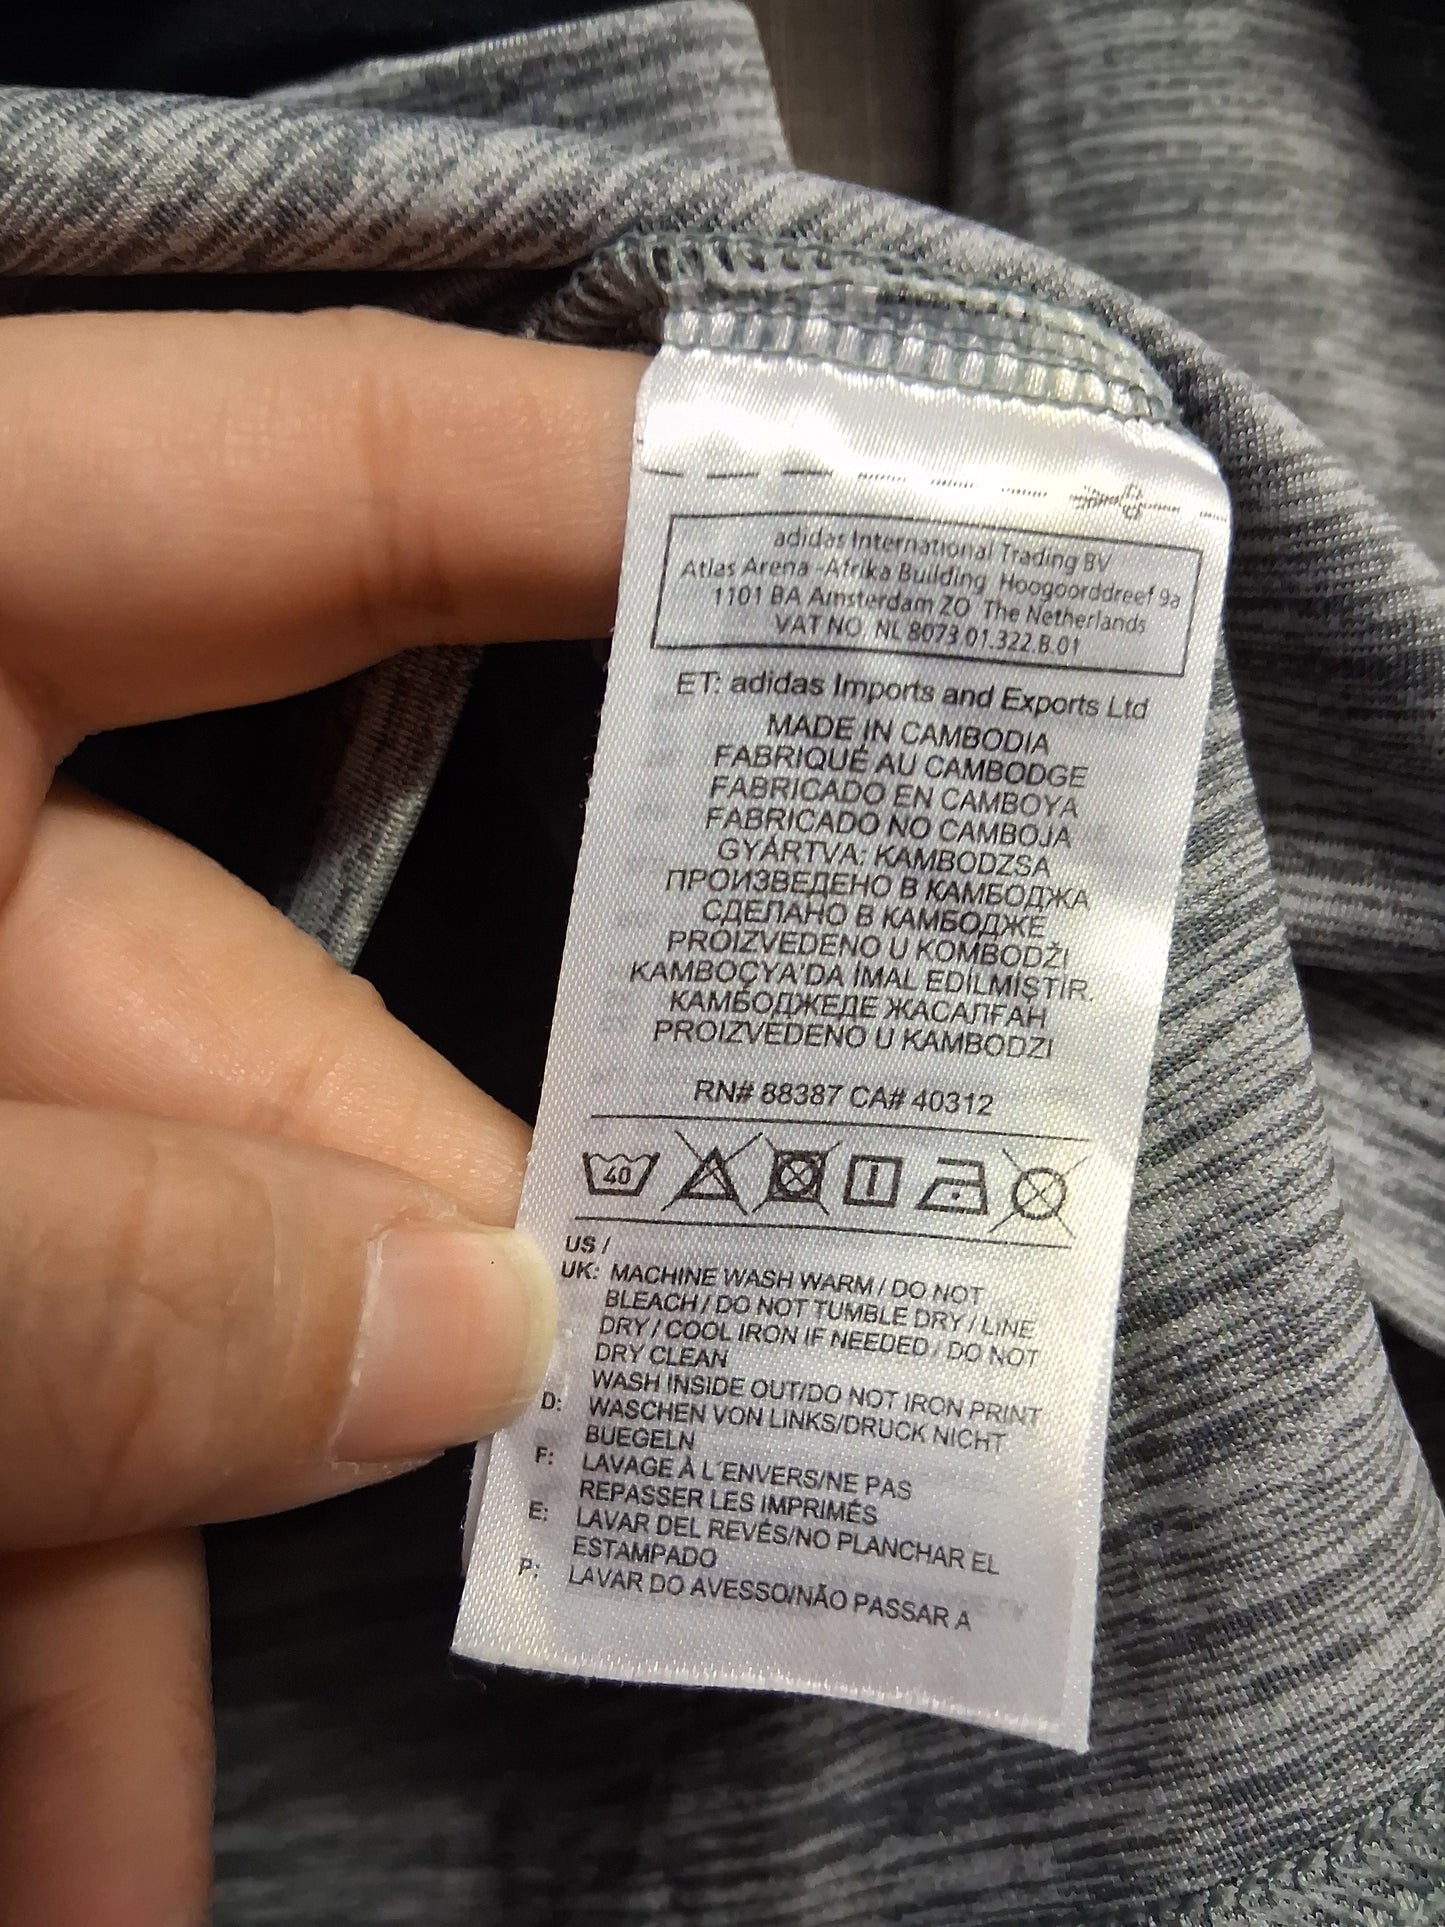 adidas International Trading BV
Atlas Arena -Afrika Building Hoogoorddreef 9a
1101 BA Amsterdam ZO The Netherlands
VAT NO. NL 8073.01.322.B.01
ET: adidas Imports and Exports Ltd
MADE IN CAMBODIA
FABRIQUÉ AU CAMBODGE
FABRICADO EN CAMBOYA
FABRICADO NO CAMBOJA
GYÁRTVA: KAMBODZSA
ПРОИЗВЕДЕНО В КАМБОДЖА
СДЕЛАНО В КАМБОДЖЕ
PROIZVEDENO U KOMBODŽI
KAMBOÇYA'DA İMAL EDİLMİŞTİR.
КАМБОДЖЕДЕ ЖАСАЛҒАН
PROIZVEDENO U KAMBODZI
RN# 88387 CA# 40312
40
US /
UK: MACHINE WASH WARM / DO NOT
BLEACH / DO NOT TUMBLE DRY / LINE
DRY / COOL IRON IF NEEDED / DO NOT
DRY CLEAN
WASH INSIDE OUT/DO NOT IRON PRINT
D: WASCHEN VON LINKS/DRUCK NICHT
BUEGELN
F: LAVAGE À L'ENVERS/NE PAS
REPASSER LES IMPRIMÉS
E: LAVAR DEL REVÉS/NO PLANCHAR EL
ESTAMPADO
P: LAVAR DO AVESSO/NÃO PASSAR A